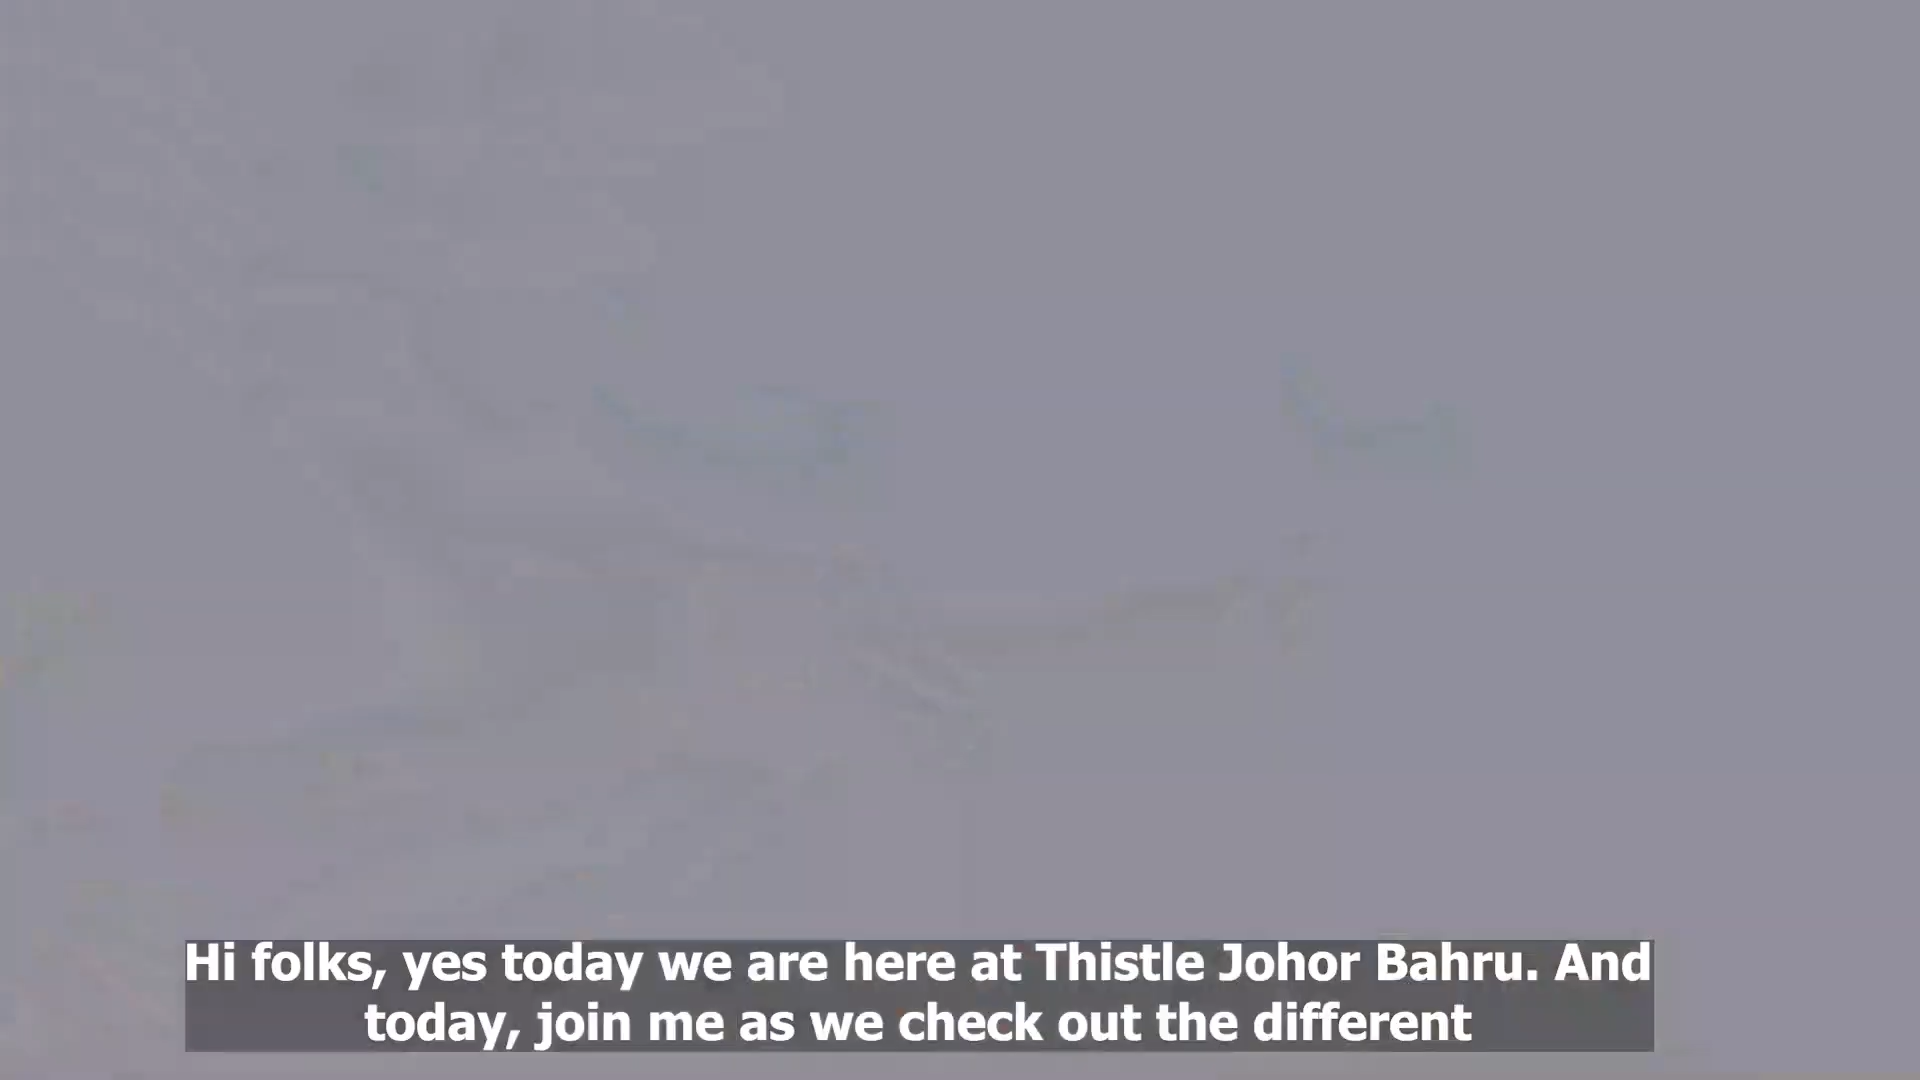 Hi folks, yes today we are here at Thistle Johor Bahru. And
today, join me as we check out the different